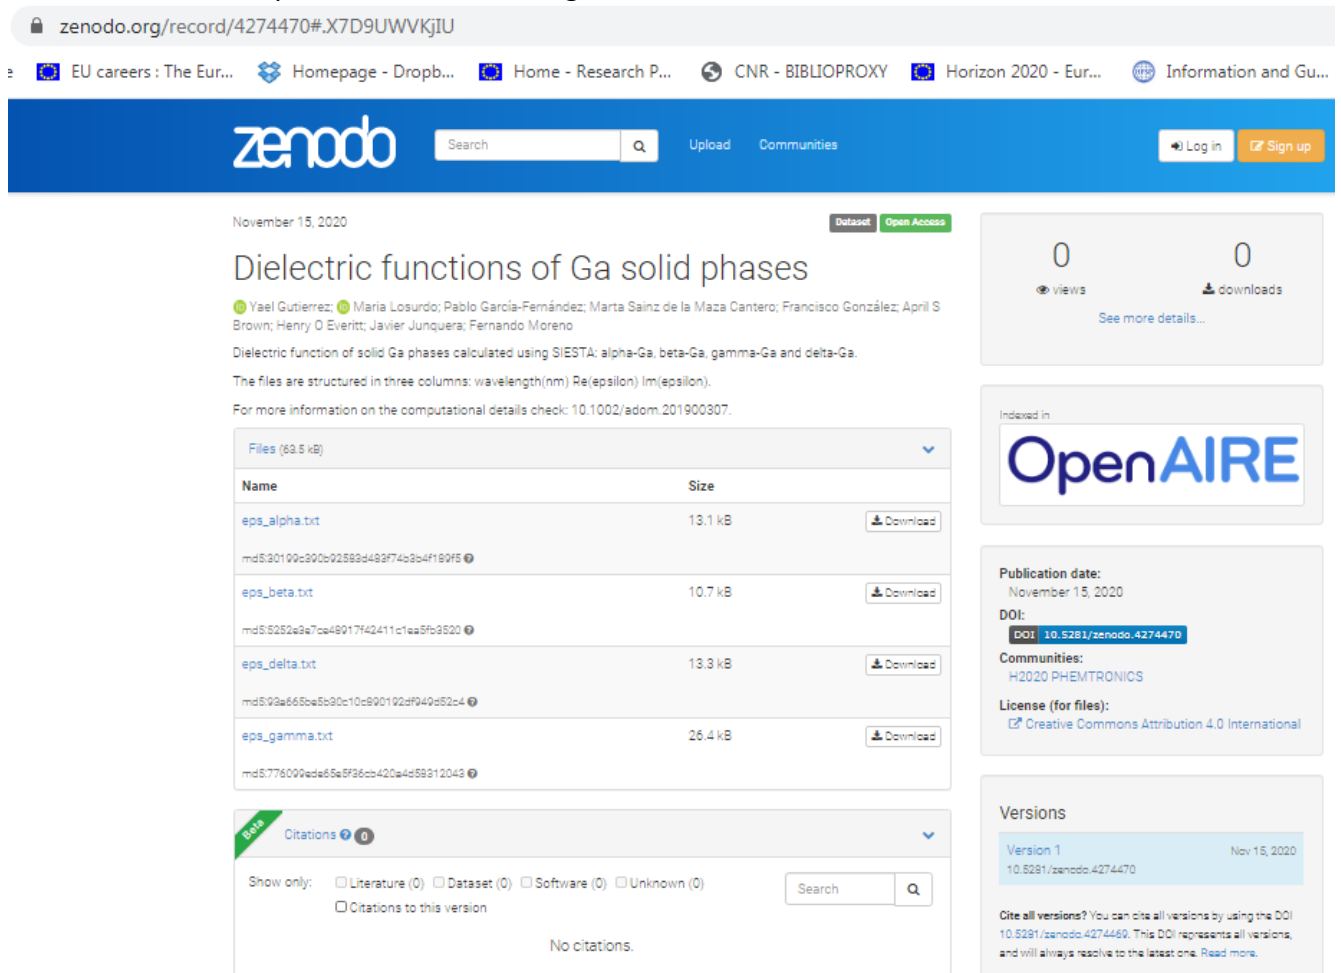 zenodo.org/record/4274470#.X7D9UWVKjIU
EU careers : The Eur... Homepage - Dropb... Home - Research P... CNR - BIBLIOPROXY Horizon 2020 - Eur... Information and Gu...
zenodo Search Upload Communities Log in Sign up
November 15, 2020 Dataset Open Access
Dielectric functions of Ga solid phases
Yael Gutierrez; Maria Losurdo; Pablo García-Fernández; Marta Sainz de la Maza Cantero; Francisco González; April S
Brown; Henry O Everitt; Javier Junquera; Fernando Moreno
Dielectric function of solid Ga phases calculated using SIESTA: alpha-Ga, beta-Ga, gamma-Ga and delta-Ga.
The files are structured in three columns: wavelength(nm) Re(epsilon) Im(epsilon).
For more information on the computational details check: 10.1002/adom.201900307.
Files (63.5 kB)
Name Size
eps_alpha.txt 13.1 kB Download
md5:30199c390b92583d483f74b3b4f189f5
eps_beta.txt 10.7 kB Download
md5:5252e3e7ce48917f42411c1ea5fb3520
eps_delta.txt 13.3 kB Download
md5:93a665be5b30c10c890192df949d52c4
eps_gamma.txt 26.4 kB Download
md5:776099ede65e5f36cb420a4d58312043
Beta Citations 0
Show only: Literature (0) Dataset (0) Software (0) Unknown (0) Search
Citations to this version
No citations.
0 0
views downloads
See more details...
Indexed in
OpenAIRE
Publication date:
November 15, 2020
DOI:
DOI 10.5281/zenodo.4274470
Communities:
H2020 PHEMTRONICS
License (for files):
Creative Commons Attribution 4.0 International
Versions
Version 1 Nov 15, 2020
10.5281/zenodo.4274470
Cite all versions? You can cite all versions by using the DOI
10.5281/zenodo.4274469. This DOI represents all versions,
and will always resolve to the latest one. Read more.